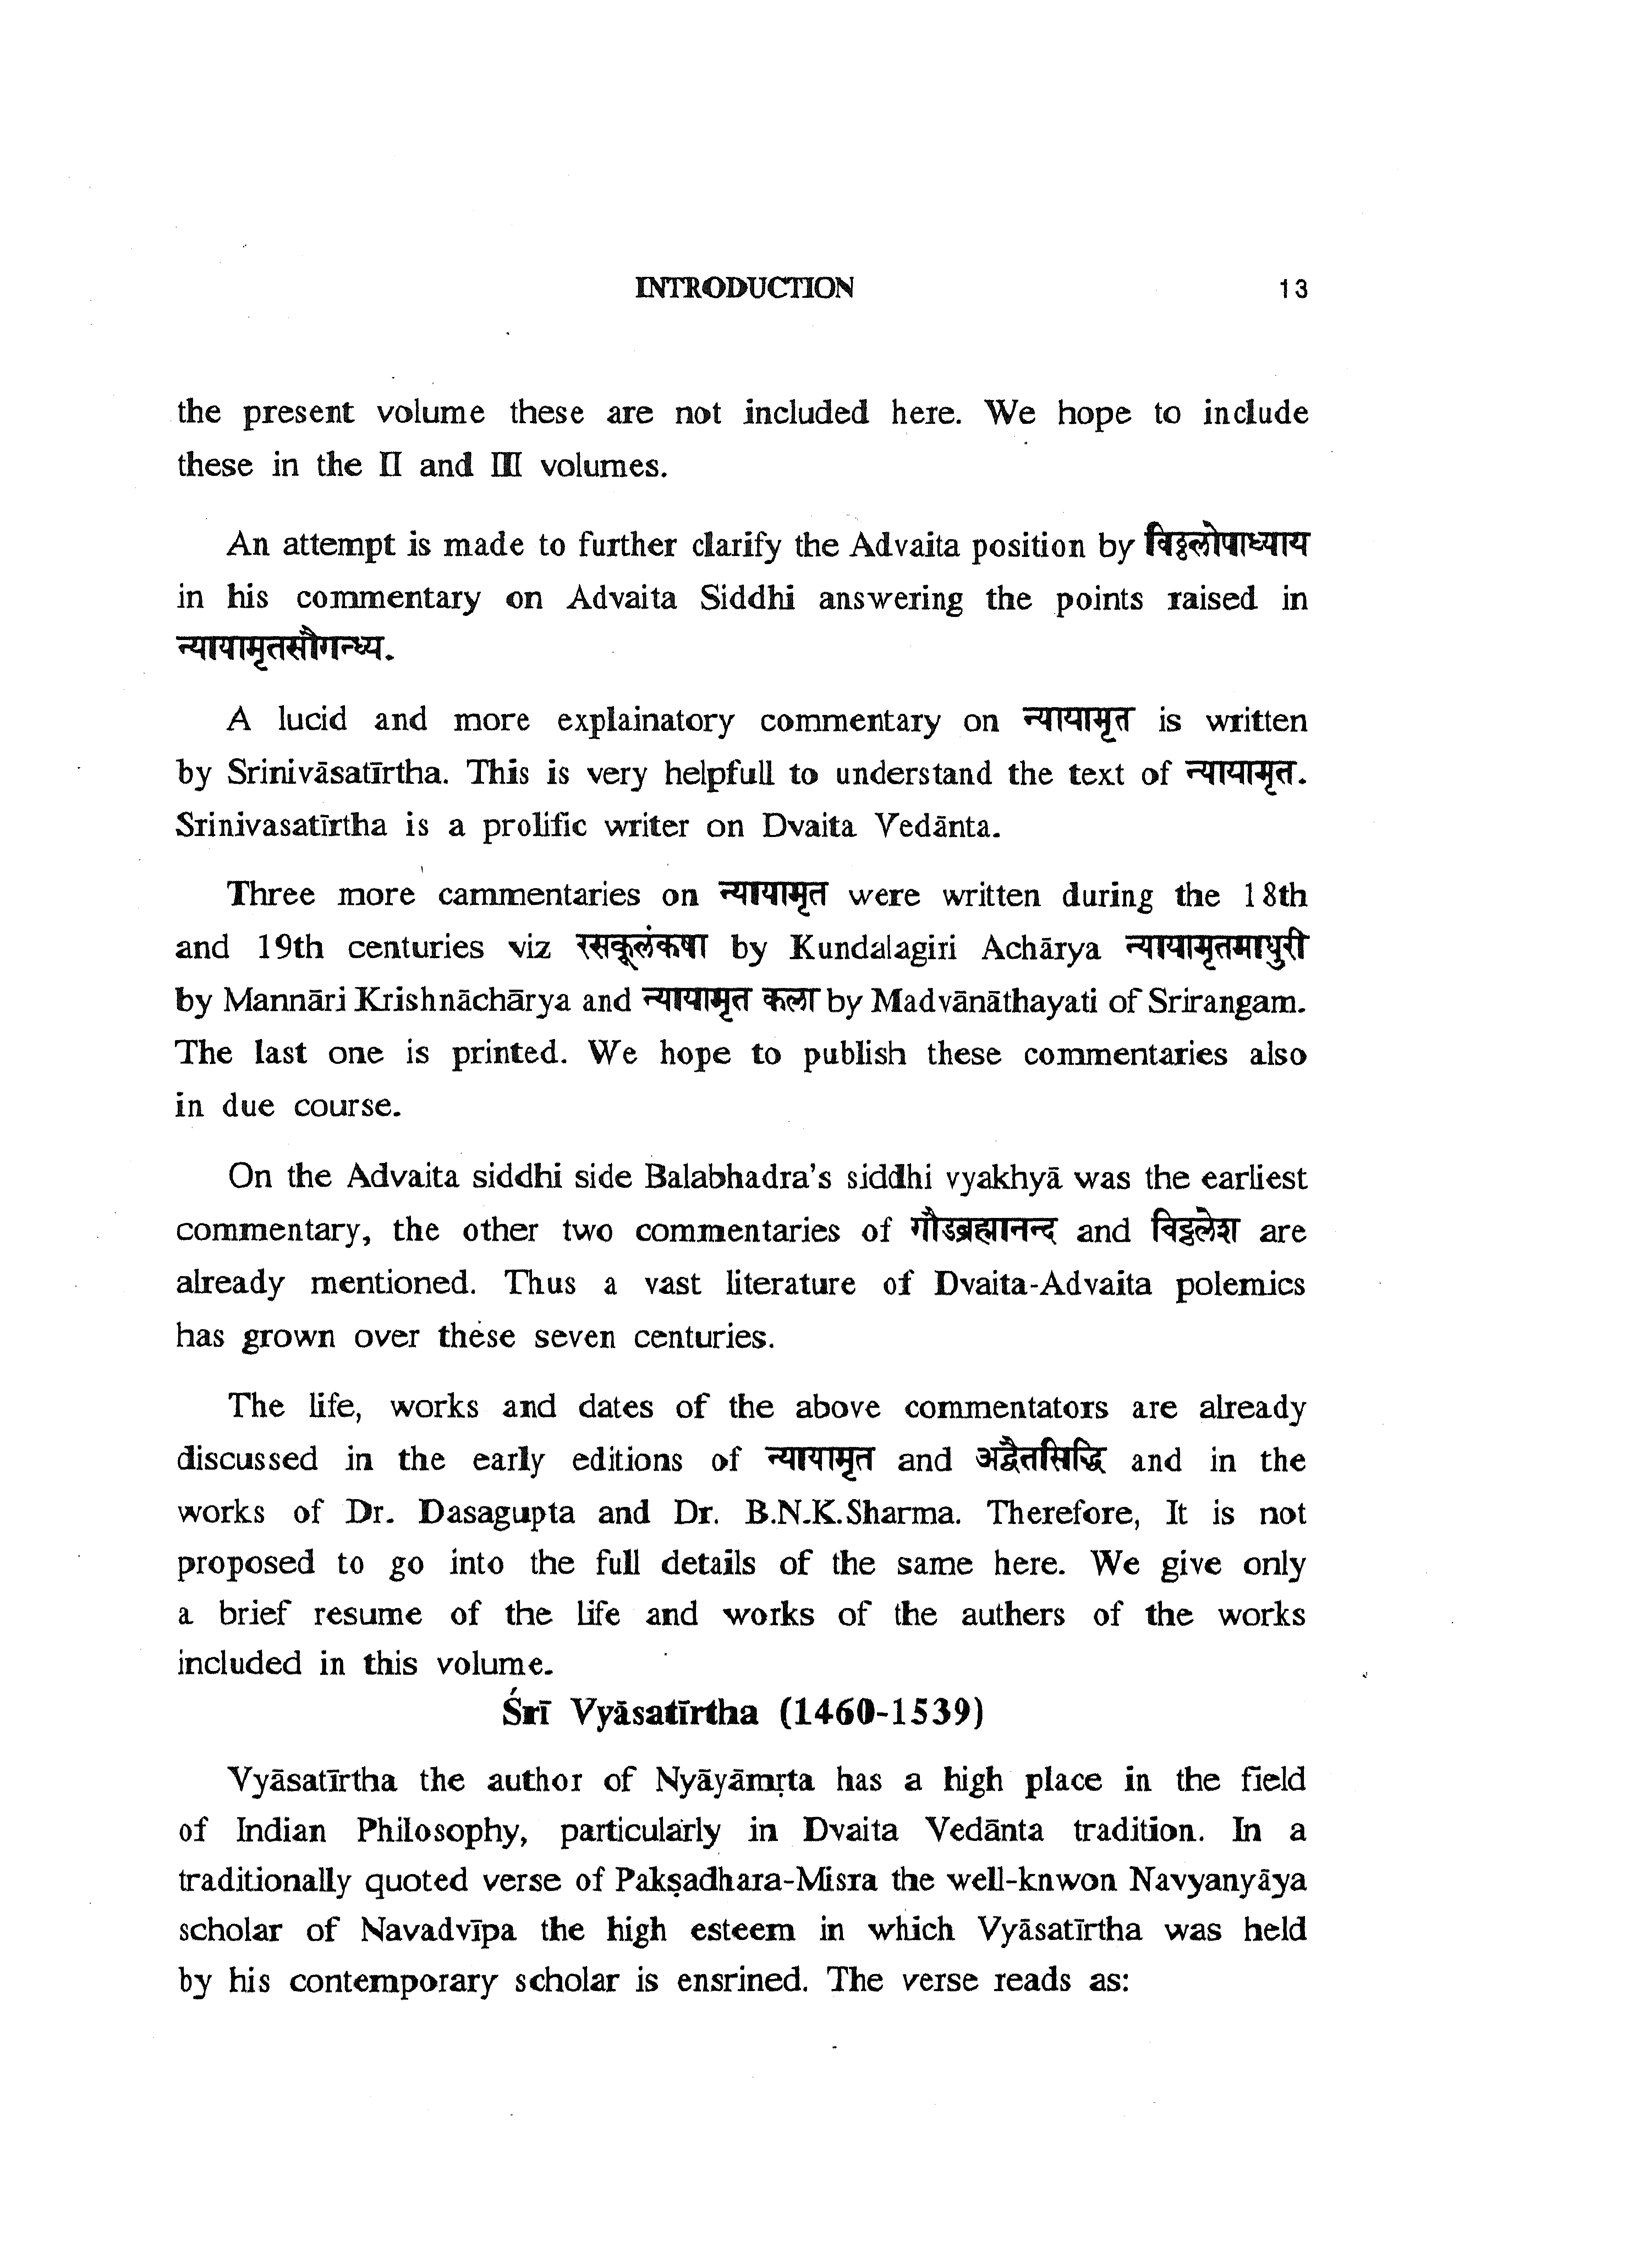 INTRODUCTION 13
the present volume these are not included here. We hope to include
these in the II and III volumes.
An attempt is made to further clarify the Advaita position by विठ्ठलोपाध्याय
in his commentary on Advaita Siddhi answering the points raised in
न्यायामृतसौगन्ध्य.
A lucid and more explainatory commentary on न्यायामृत is written
by Srinivāsatīrtha. This is very helpfull to understand the text of न्यायामृत.
Srinivasatīrtha is a prolific writer on Dvaita Vedānta.
Three more cammentaries on न्यायामृत were written during the 18th
and 19th centuries viz रसकूलंकषा by Kundalagiri Achārya न्यायामृतमाधुरी
by Mannāri Krishnāchārya and न्यायामृत कला by Madvānāthayati of Srirangam.
The last one is printed. We hope to publish these commentaries also
in due course.
On the Advaita siddhi side Balabhadra's siddhi vyakhyā was the earliest
commentary, the other two commentaries of गौडब्रह्मानन्द and विठ्ठलेश are
already mentioned. Thus a vast literature of Dvaita-Advaita polemics
has grown over these seven centuries.
The life, works and dates of the above commentators are already
discussed in the early editions of न्यायामृत and अद्वैतसिद्धि and in the
works of Dr. Dasagupta and Dr. B.N.K.Sharma. Therefore, It is not
proposed to go into the full details of the same here. We give only
a brief resume of the life and works of the authers of the works
included in this volume.
Śrī Vyāsatīrtha (1460-1539)
Vyāsatīrtha the author of Nyāyāmṛta has a high place in the field
of Indian Philosophy, particularly in Dvaita Vedānta tradition. In a
traditionally quoted verse of Pakṣadhara-Misra the well-knwon Navyanyāya
scholar of Navadvīpa the high esteem in which Vyāsatīrtha was held
by his contemporary scholar is ensrined. The verse reads as: